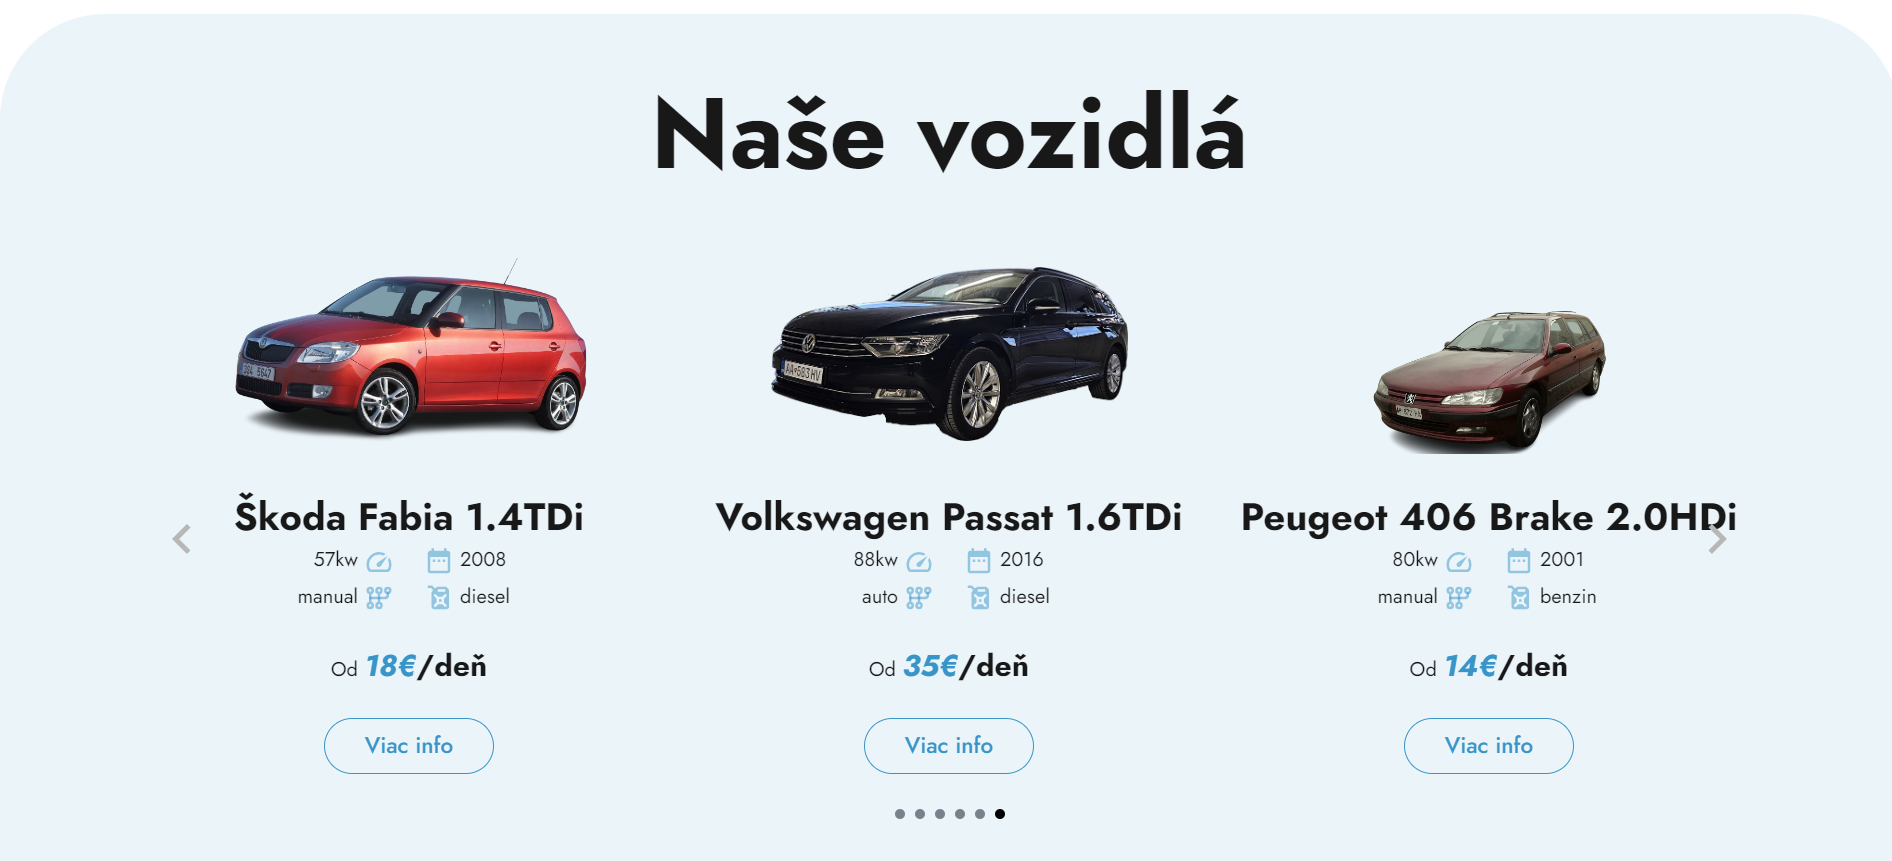 Naše vozidlá
AA·583HV
Škoda Fabia 1.4TDi
57kw 2008
manual diesel
Od 18€/deň
Viac info
Volkswagen Passat 1.6TDi
88kw 2016
auto diesel
Od 35€/deň
Viac info
Peugeot 406 Brake 2.0HDi
80kw 2001
manual benzin
Od 14€/deň
Viac info